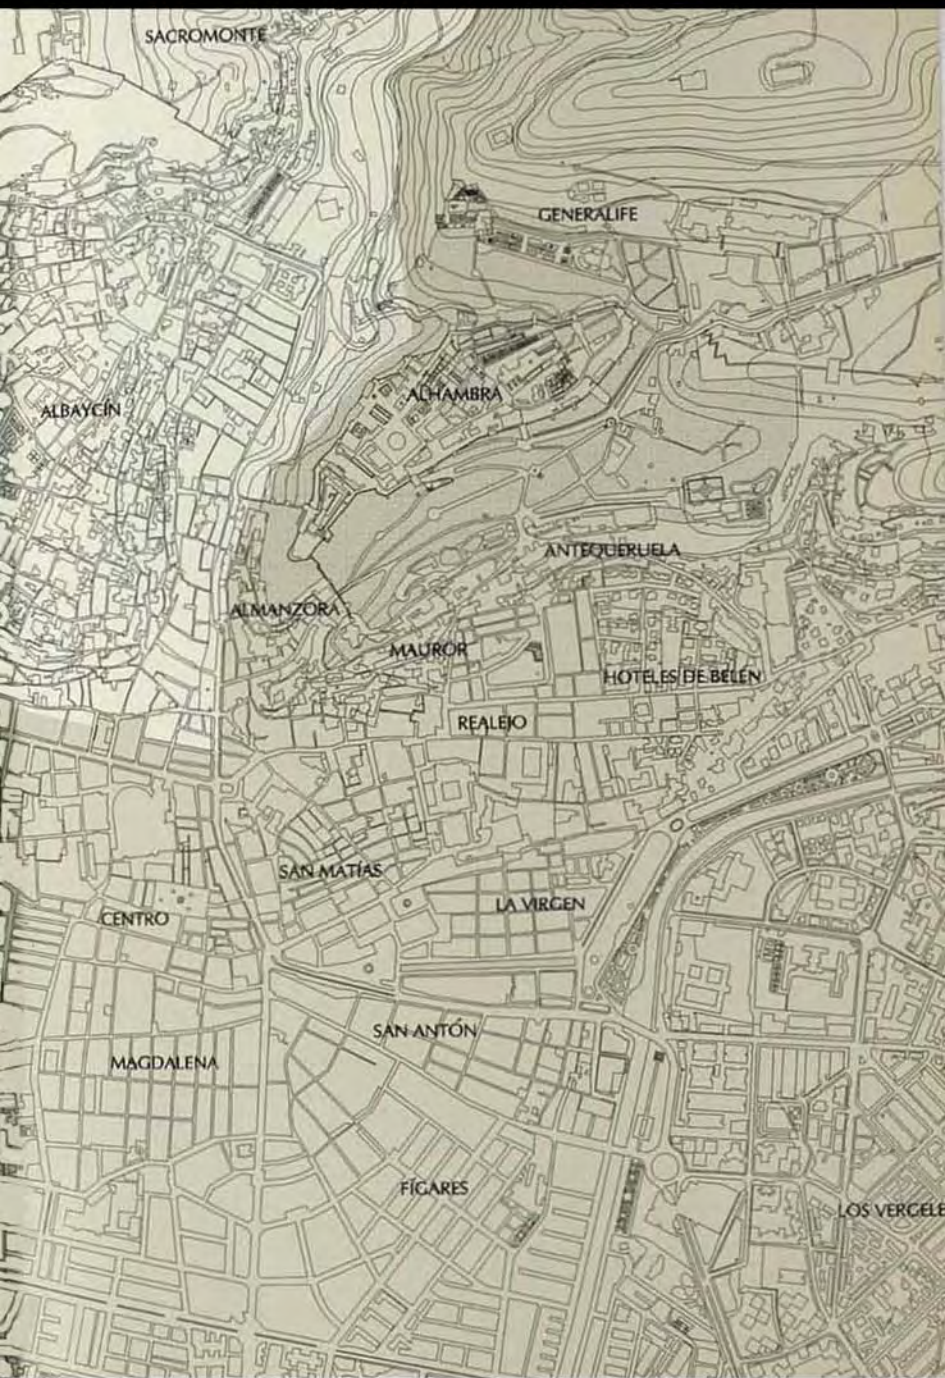 SACROMONTE
GENERALIFE
ALHAMBRA
ALBAYCÍN
ANTEQUERUELA
ALMANZORA
MAUROR
HOTELES DE BELÉN
REALEJO
SAN MATÍAS
LA VIRGEN
CENTRO
SAN ANTÓN
MAGDALENA
FÍGARES
LOS VERGELE